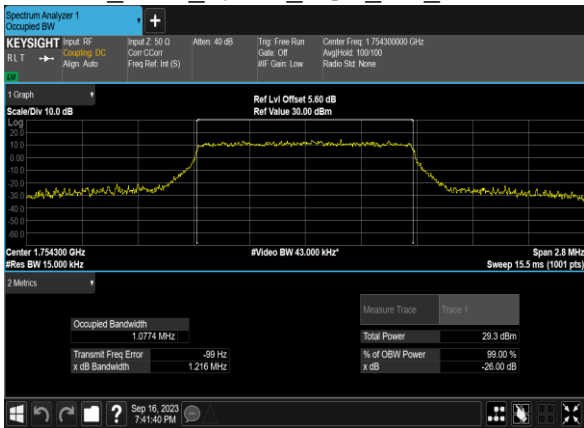 Spectrum Analyzer 1
Occupied BW
KEYSIGHT Input: RF Input Z: 50 Ω Atten: 40 dB Trig: Free Run Center Freq: 1.754300000 GHz
RLT Coupling: DC Corr CCorr Gate: Off Avg|Hold: 100/100
Align: Auto Freq Ref: Int (S) #IF Gain: Low Radio Std: None
LV
1 Graph
Scale/Div 10.0 dB
Ref Lvl Offset 5.60 dB
Ref Value 30.00 dBm
Log
20.0
10.0
0.00
-10.0
-20.0
-30.0
-40.0
-50.0
-60.0
Center 1.754300 GHz #Video BW 43.000 kHz* Span 2.8 MHz
#Res BW 15.000 kHz Sweep 15.5 ms (1001 pts)
2 Metrics
Measure Trace Trace 1
Occupied Bandwidth
1.0774 MHz Total Power 29.3 dBm
Transmit Freq Error -99 Hz % of OBW Power 99.00 %
x dB Bandwidth 1.216 MHz x dB -26.00 dB
Sep 16, 2023
7:41:40 PM